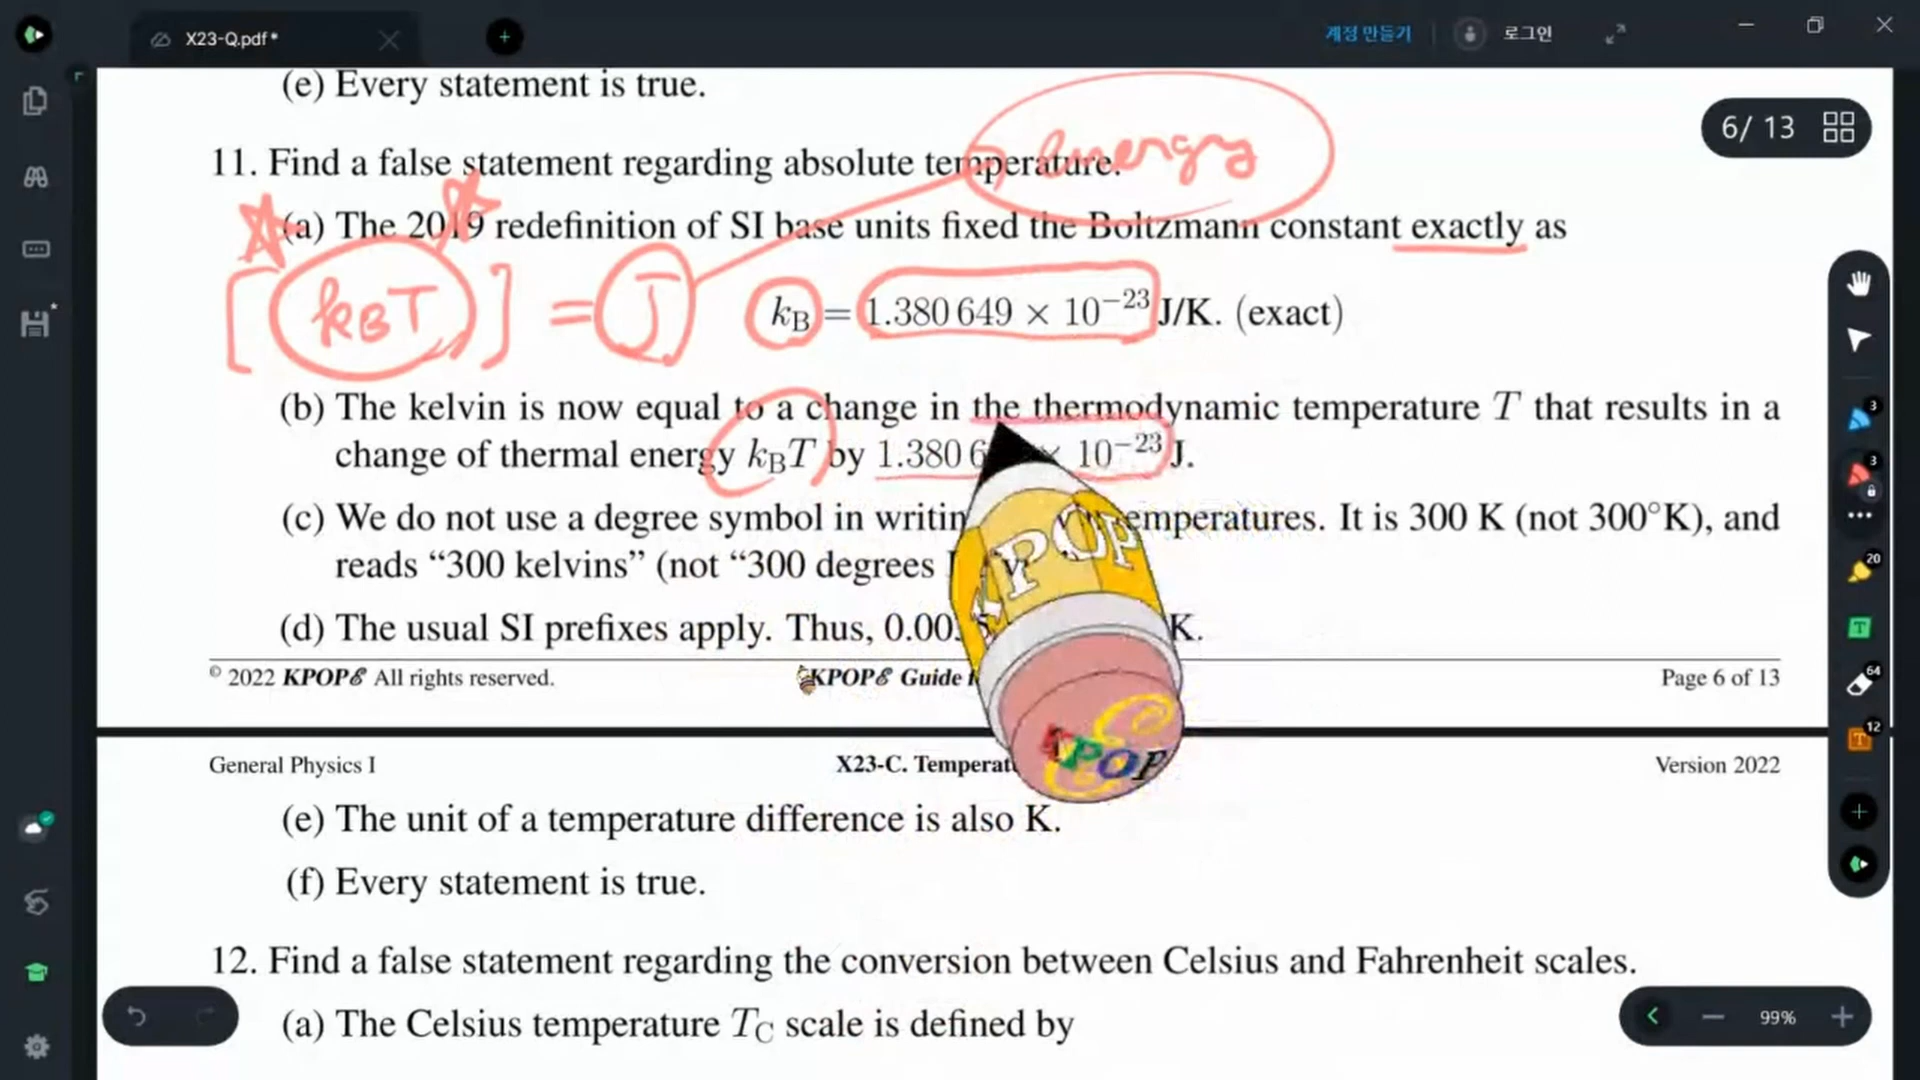 X23-Q.pdf*
계정 만들기
로그인
6/ 13
(e) Every statement is true.
energy
11. Find a false statement regarding absolute temperature.
(a) The 2019 redefinition of SI base units fixed the Boltzmann constant exactly as
[kBT] = J
kB = 1.380 649 × 10−23 J/K. (exact)
(b) The kelvin is now equal to a change in the thermodynamic temperature T that results in a
change of thermal energy kBT by 1.380 6 × 10−23 J.
(c) We do not use a degree symbol in writin emperatures. It is 300 K (not 300°K), and
reads “300 kelvins” (not “300 degrees
(d) The usual SI prefixes apply. Thus, 0.00 K.
KPOP
KPOP
© 2022 KPOPE All rights reserved.
KPOPE Guide
Page 6 of 13
General Physics I
X23-C. Temperat
Version 2022
(e) The unit of a temperature difference is also K.
(f) Every statement is true.
12. Find a false statement regarding the conversion between Celsius and Fahrenheit scales.
(a) The Celsius temperature TC scale is defined by
99%
3
3
20
T
64
12
T